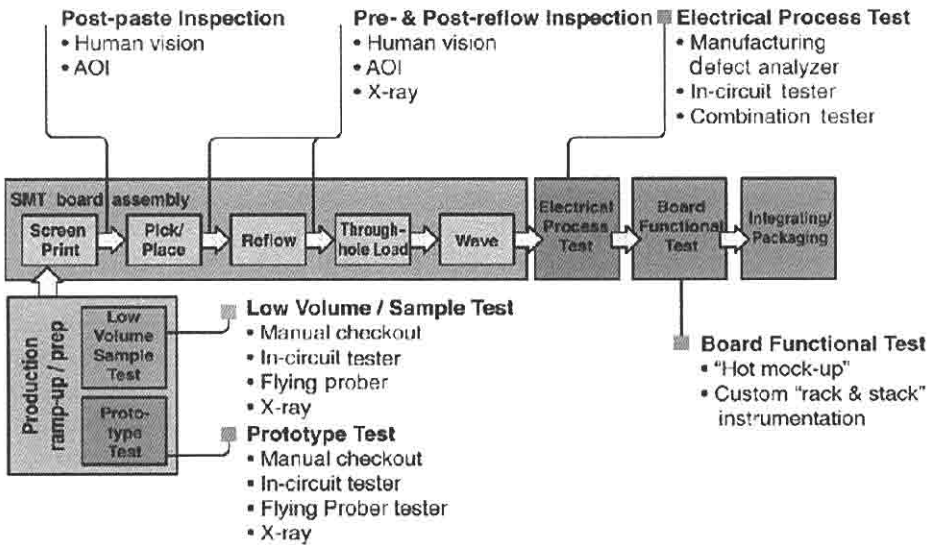 Post-paste Inspection
• Human vision
• AOI
Pre- & Post-reflow Inspection
• Human vision
• AOI
• X-ray
Electrical Process Test
• Manufacturing
defect analyzer
• In-circuit tester
• Combination tester
SMT board assembly
Screen
Print
Pick/
Place
Reflow
Through-
hole Load
Wave
Electrical
Process
Test
Board
Functional
Test
Integrating/
Packaging
Production
ramp-up / prep
Low
Volume
Sample
Test
Proto-
type
Test
Low Volume / Sample Test
• Manual checkout
• In-circuit tester
• Flying prober
• X-ray
Prototype Test
• Manual checkout
• In-circuit tester
• Flying Prober tester
• X-ray
Board Functional Test
• “Hot mock-up”
• Custom “rack & stack”
instrumentation